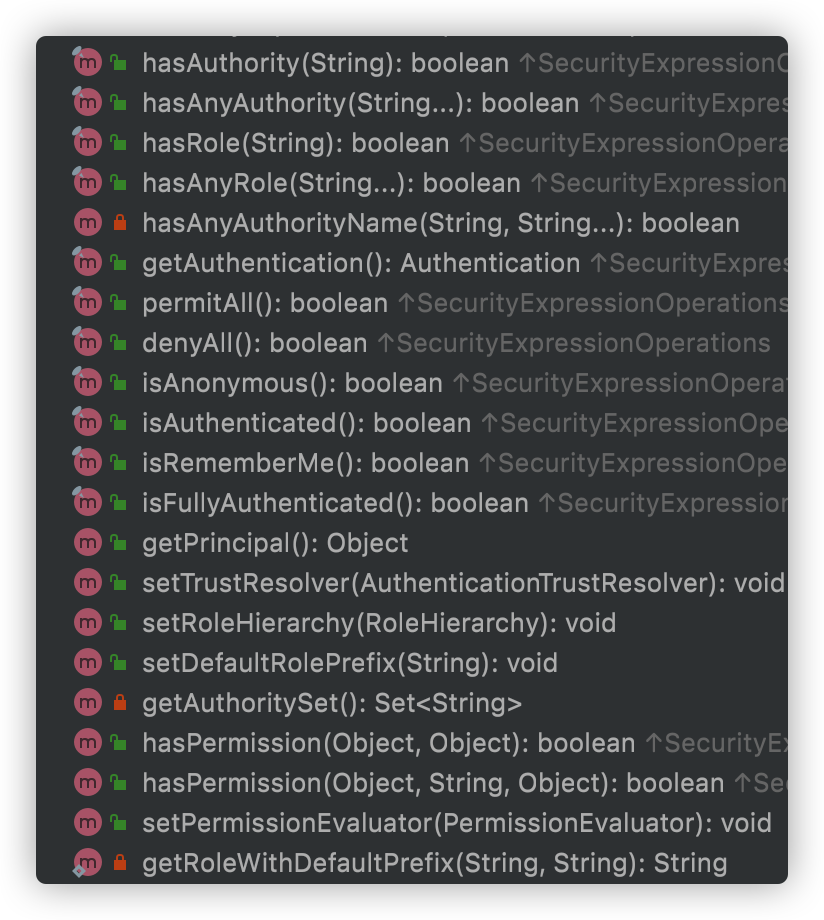 hasAuthority(String): boolean ↑SecurityExpressionO
hasAnyAuthority(String...): boolean ↑SecurityExpres
hasRole(String): boolean ↑SecurityExpressionOpera
hasAnyRole(String...): boolean ↑SecurityExpression
hasAnyAuthorityName(String, String...): boolean
getAuthentication(): Authentication ↑SecurityExpres
permitAll(): boolean ↑SecurityExpressionOperations
denyAll(): boolean ↑SecurityExpressionOperations
isAnonymous(): boolean ↑SecurityExpressionOperat
isAuthenticated(): boolean ↑SecurityExpressionOpe
isRememberMe(): boolean ↑SecurityExpressionOpe
isFullyAuthenticated(): boolean ↑SecurityExpression
getPrincipal(): Object
setTrustResolver(AuthenticationTrustResolver): void
setRoleHierarchy(RoleHierarchy): void
setDefaultRolePrefix(String): void
getAuthoritySet(): Set<String>
hasPermission(Object, Object): boolean ↑SecurityEx
hasPermission(Object, String, Object): boolean ↑Sec
setPermissionEvaluator(PermissionEvaluator): void
getRoleWithDefaultPrefix(String, String): String